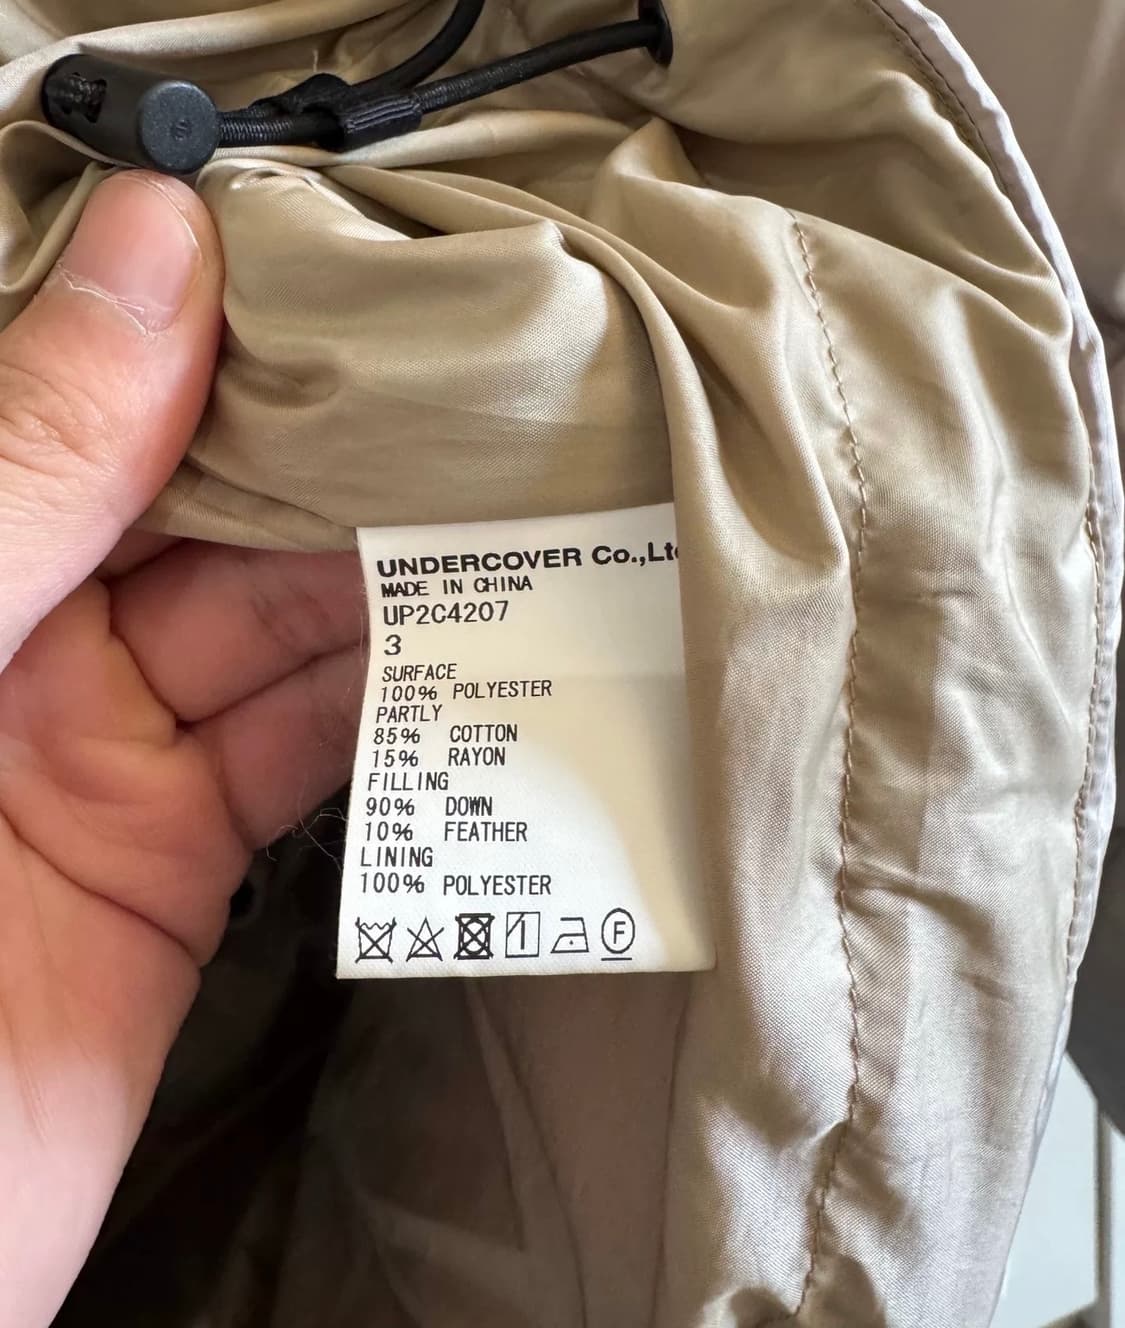 UNDERCOVER Co.,Lt
MADE IN CHINA
UP2C4207
3
SURFACE
100% POLYESTER
PARTLY
85% COTTON
15% RAYON
FILLING
90% DOWN
10% FEATHER
LINING
100% POLYESTER
F